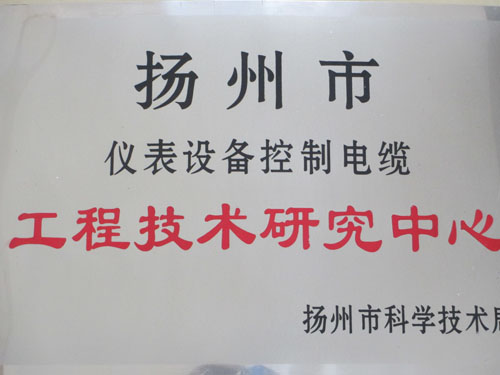 扬州市
仪表设备控制电缆
工程技术研究中心
扬州市科学技术局